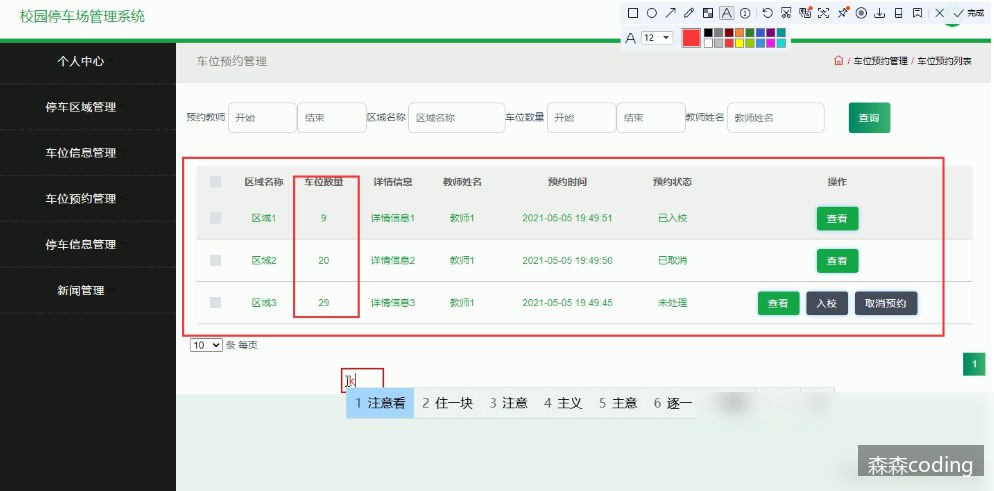 校园停车场管理系统
完成
A 12
个人中心
停车区域管理
车位信息管理
车位预约管理
停车信息管理
新闻管理
车位预约管理
/ 车位预约管理 / 车位预约列表
预约教师 开始 结束 区域名称 区域名称 车位数量 开始 结束 教师姓名 教师姓名 查询
区域名称 车位数量 详情信息 教师姓名 预约时间 预约状态 操作
区域1 9 详情信息1 教师1 2021-05-05 19:49:51 已入校 查看
区域2 20 详情信息2 教师1 2021-05-05 19:49:50 已取消 查看
区域3 29 详情信息3 教师1 2021-05-05 19:49:45 未处理 查看 入校 取消预约
10 条 每页
1
1 注意看 2 住一块 3 注意 4 主义 5 主意 6 逐一
森森coding